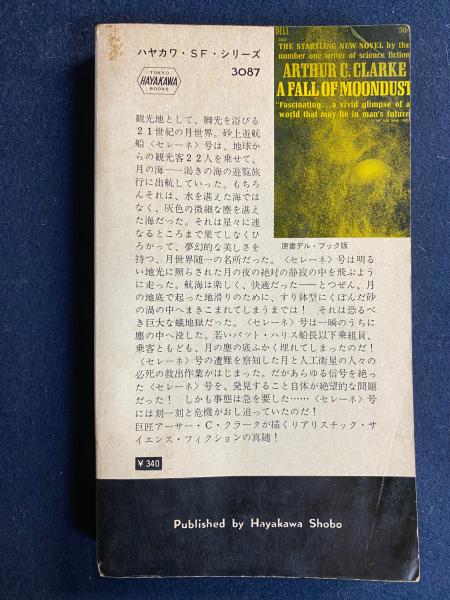 ハヤカワ・SF・シリーズ
TOKYO
HAYAKAWA
BOOKS
3087
DELL
50¢
THE STARTLING NEW NOVEL by the
number one writer of science fiction
ARTHUR C. CLARKE
A FALL OF MOONDUST
"Fascinating...a vivid glimpse of a
world that may lie in man's future
原書デル・ブック版
観光地として、脚光を浴びる
21世紀の月世界。砂上遊航
船〈セレーネ〉号は、地球か
らの観光客22人を乗せて、
月の海――渇きの海の遊覧旅
行に出航していった。もちろ
んそれは、水を湛えた海では
なく、灰色の微細な塵を湛え
た海だった。それは星々に連
なるところまで果てしなくひ
ろがって、夢幻的な美しさを
持つ、月世界随一の名所だった。〈セレーネ〉号は明る
い地光に照らされた月の夜の絶対の静寂の中を飛ぶよう
に走った。航海は楽しく、快適だった――とつぜん、月
の地底で起った地滑りのために、すり鉢型にくぼんだ砂
の渦の中へまきこまれてしまうまでは！　それは恐るべ
き巨大な蟻地獄だった。〈セレーネ〉号は一瞬のうちに
塵の中へ没した。若いパット・ハリス船長以下乗組員、
乗客ともども、月の塵の底ふかく埋れてしまったのだ！
〈セレーネ〉号の遭難を察知した月と人工衛星の人々の
必死の救出作業がはじまった。だがあらゆる信号を絶っ
た〈セレーネ〉号を、発見すること自体が絶望的な問題
だった！　しかも事態は急を要した……〈セレーネ〉号
には刻一刻と危機がおし迫っていたのだ！
巨匠アーサー・C・クラークが描くリアリスチック・サ
イエンス・フィクションの真随！
¥ 340
Published by Hayakawa Shobo